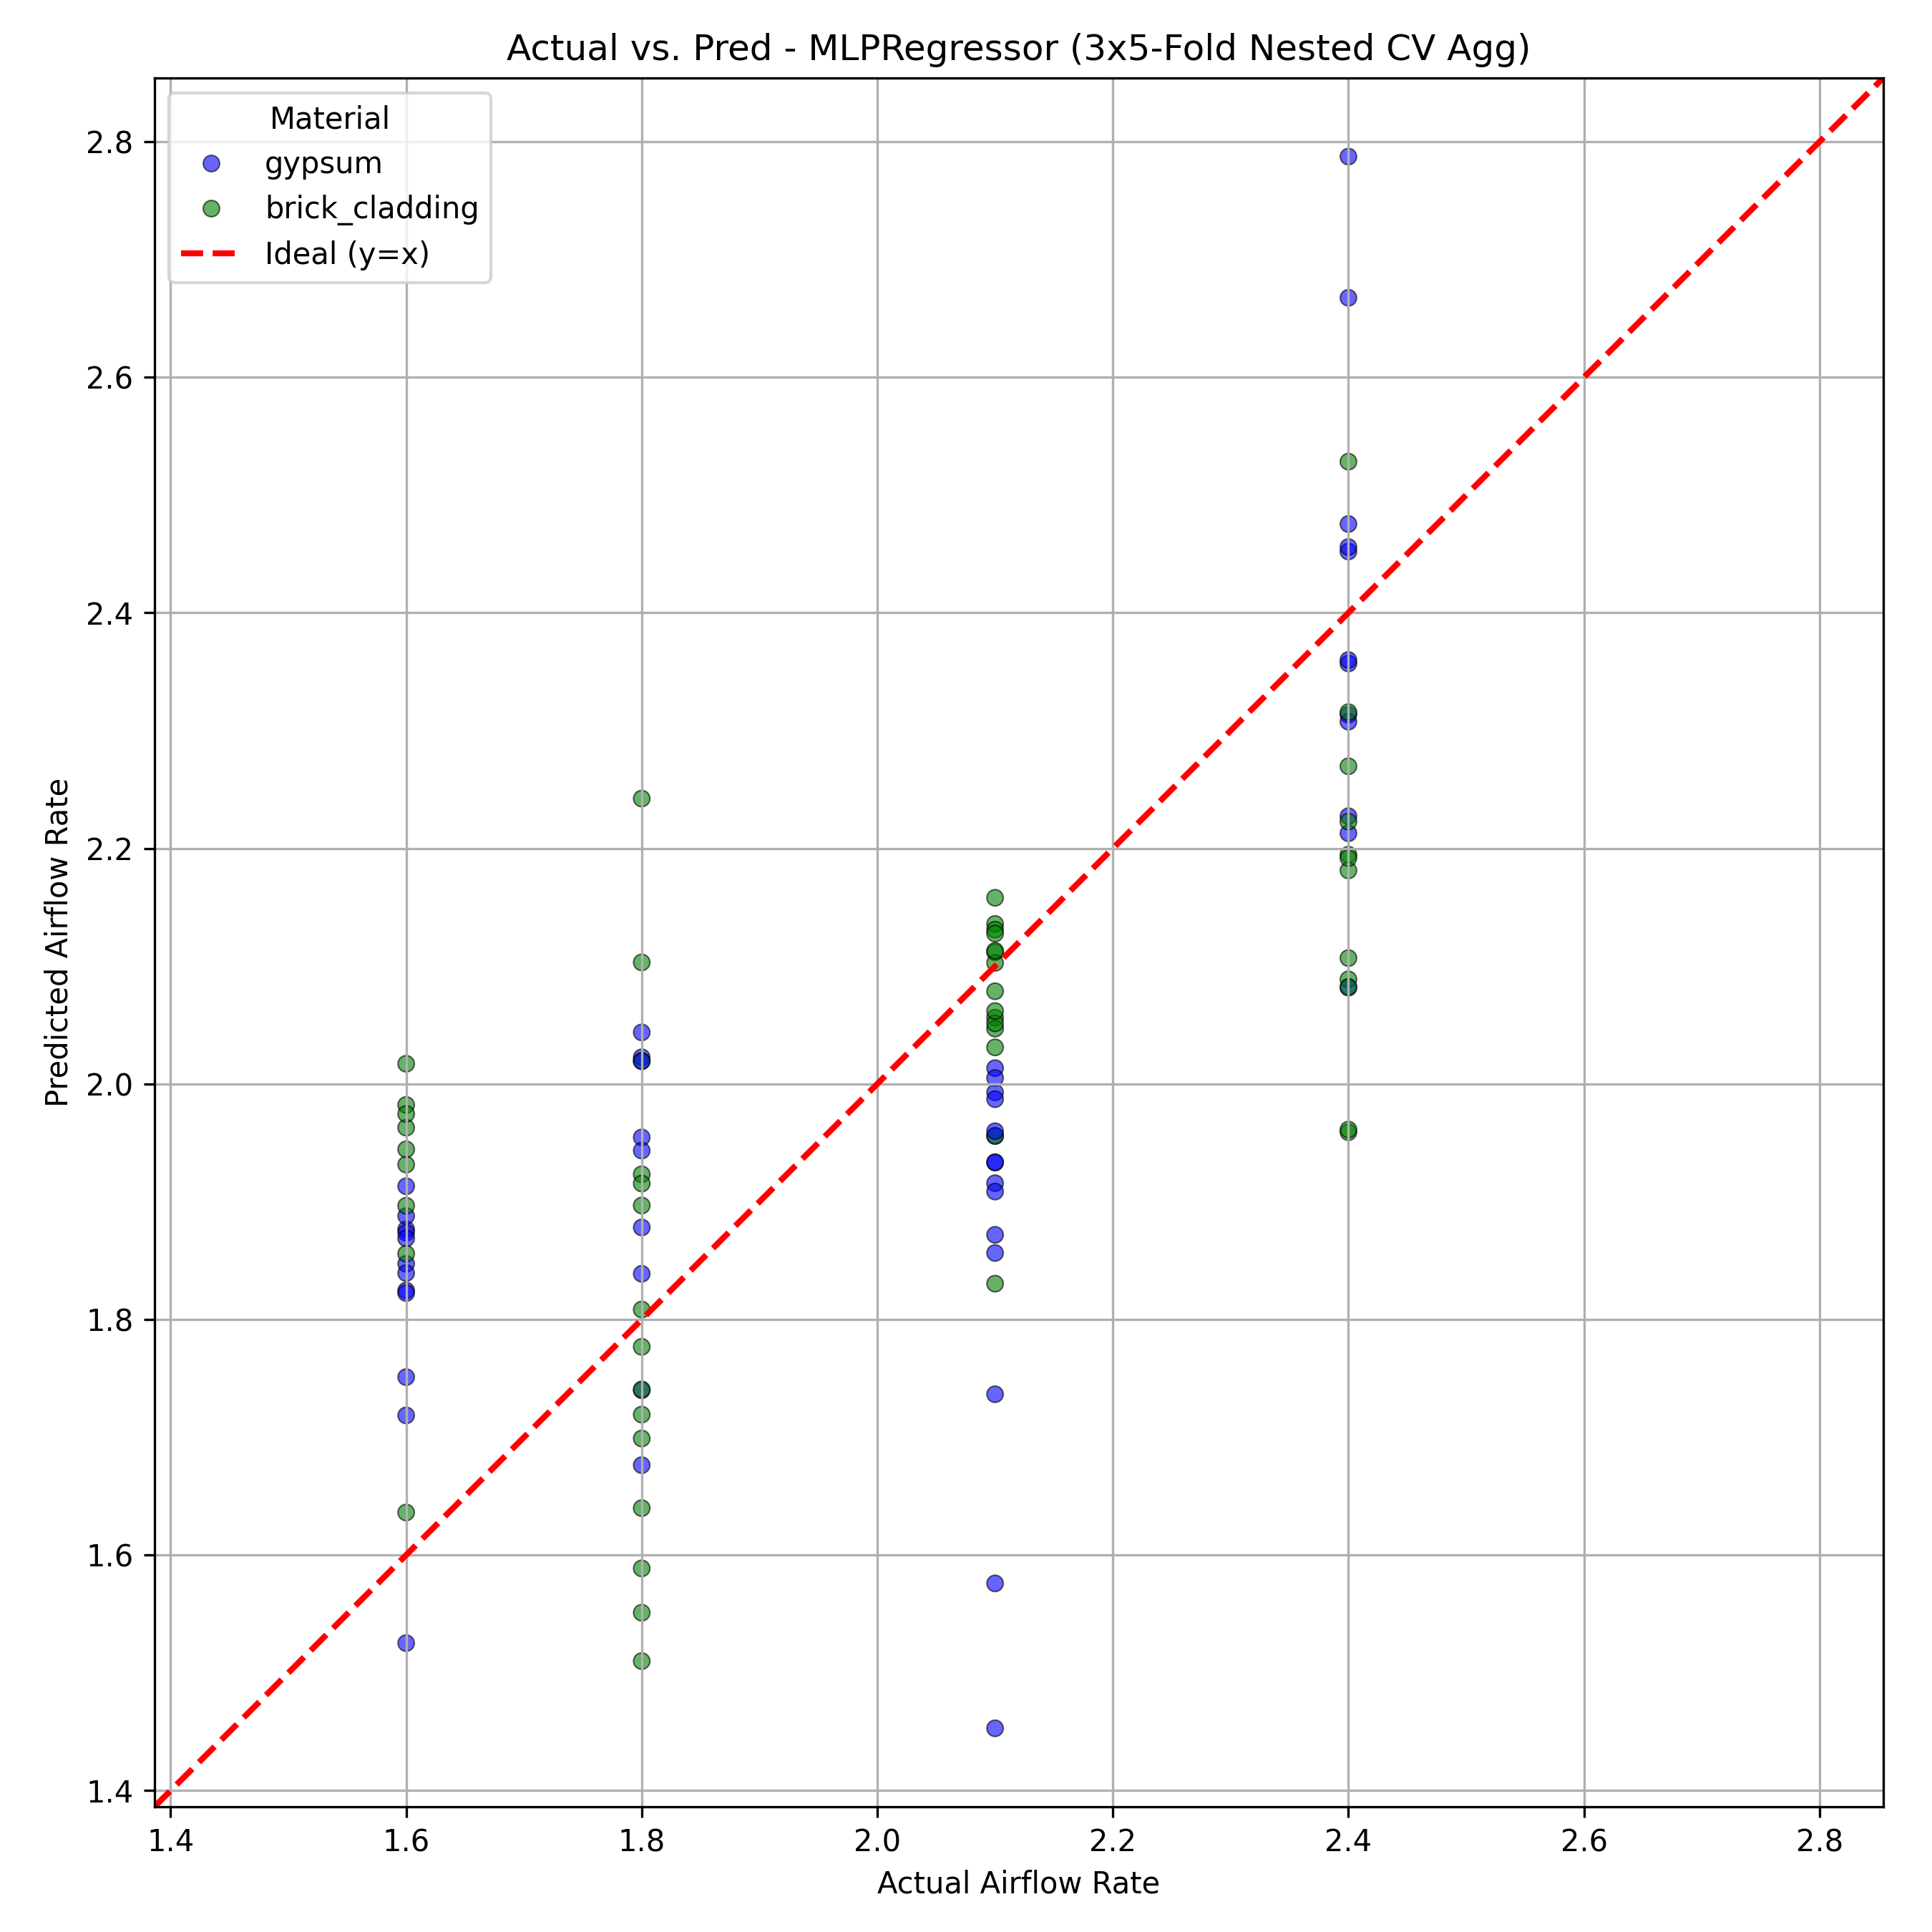 Actual vs. Pred - MLPRegressor (3x5-Fold Nested CV Agg)
Material
gypsum
brick_cladding
Ideal (y=x)
2.8
2.6
2.4
2.2
2.0
1.8
1.6
1.4
Predicted Airflow Rate
1.4 1.6 1.8 2.0 2.2 2.4 2.6 2.8
Actual Airflow Rate